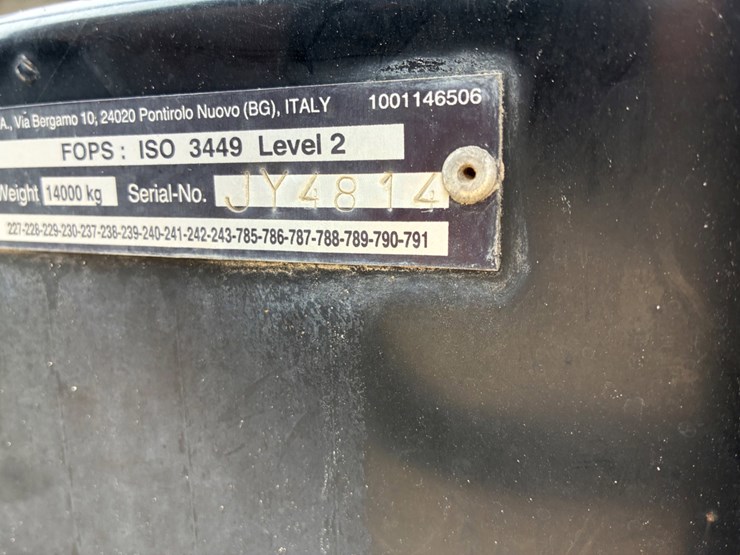 A., Via Bergamo 10, 24020 Pontirolo Nuovo (BG), ITALY 1001146506
FOPS : ISO 3449 Level 2
Weight 14000 kg Serial-No. JY4814
227-228-229-230-237-238-239-240-241-242-243-785-786-787-788-789-790-791